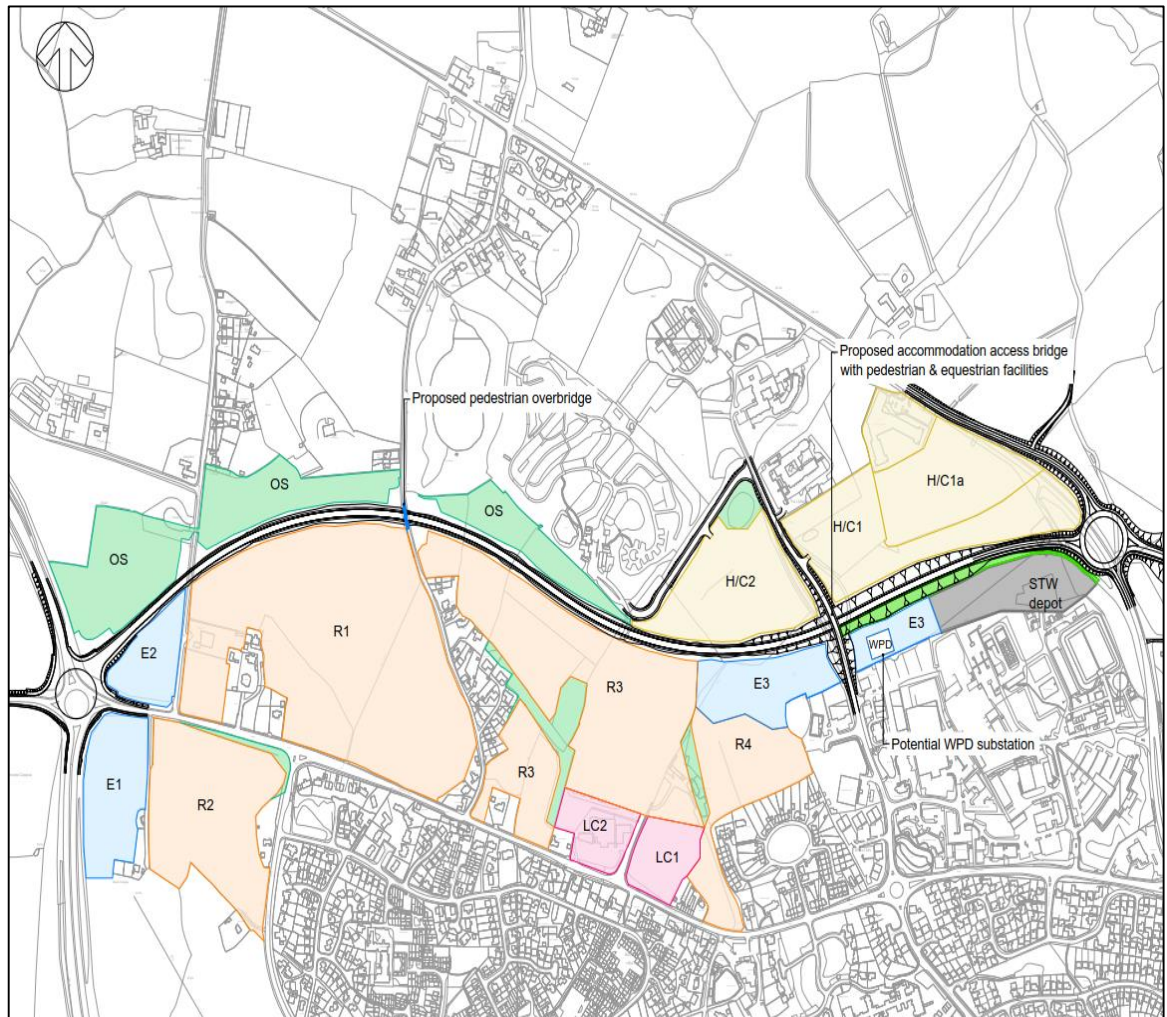 Proposed accommodation access bridge
with pedestrian & equestrian facilities
Proposed pedestrian overbridge
OS
OS
OS
H/C1a
H/C1
H/C2
STW
depot
E3
WPD
R1
E2
R3
E3
Potential WPD substation
R4
E1
R2
R3
LC2
LC1